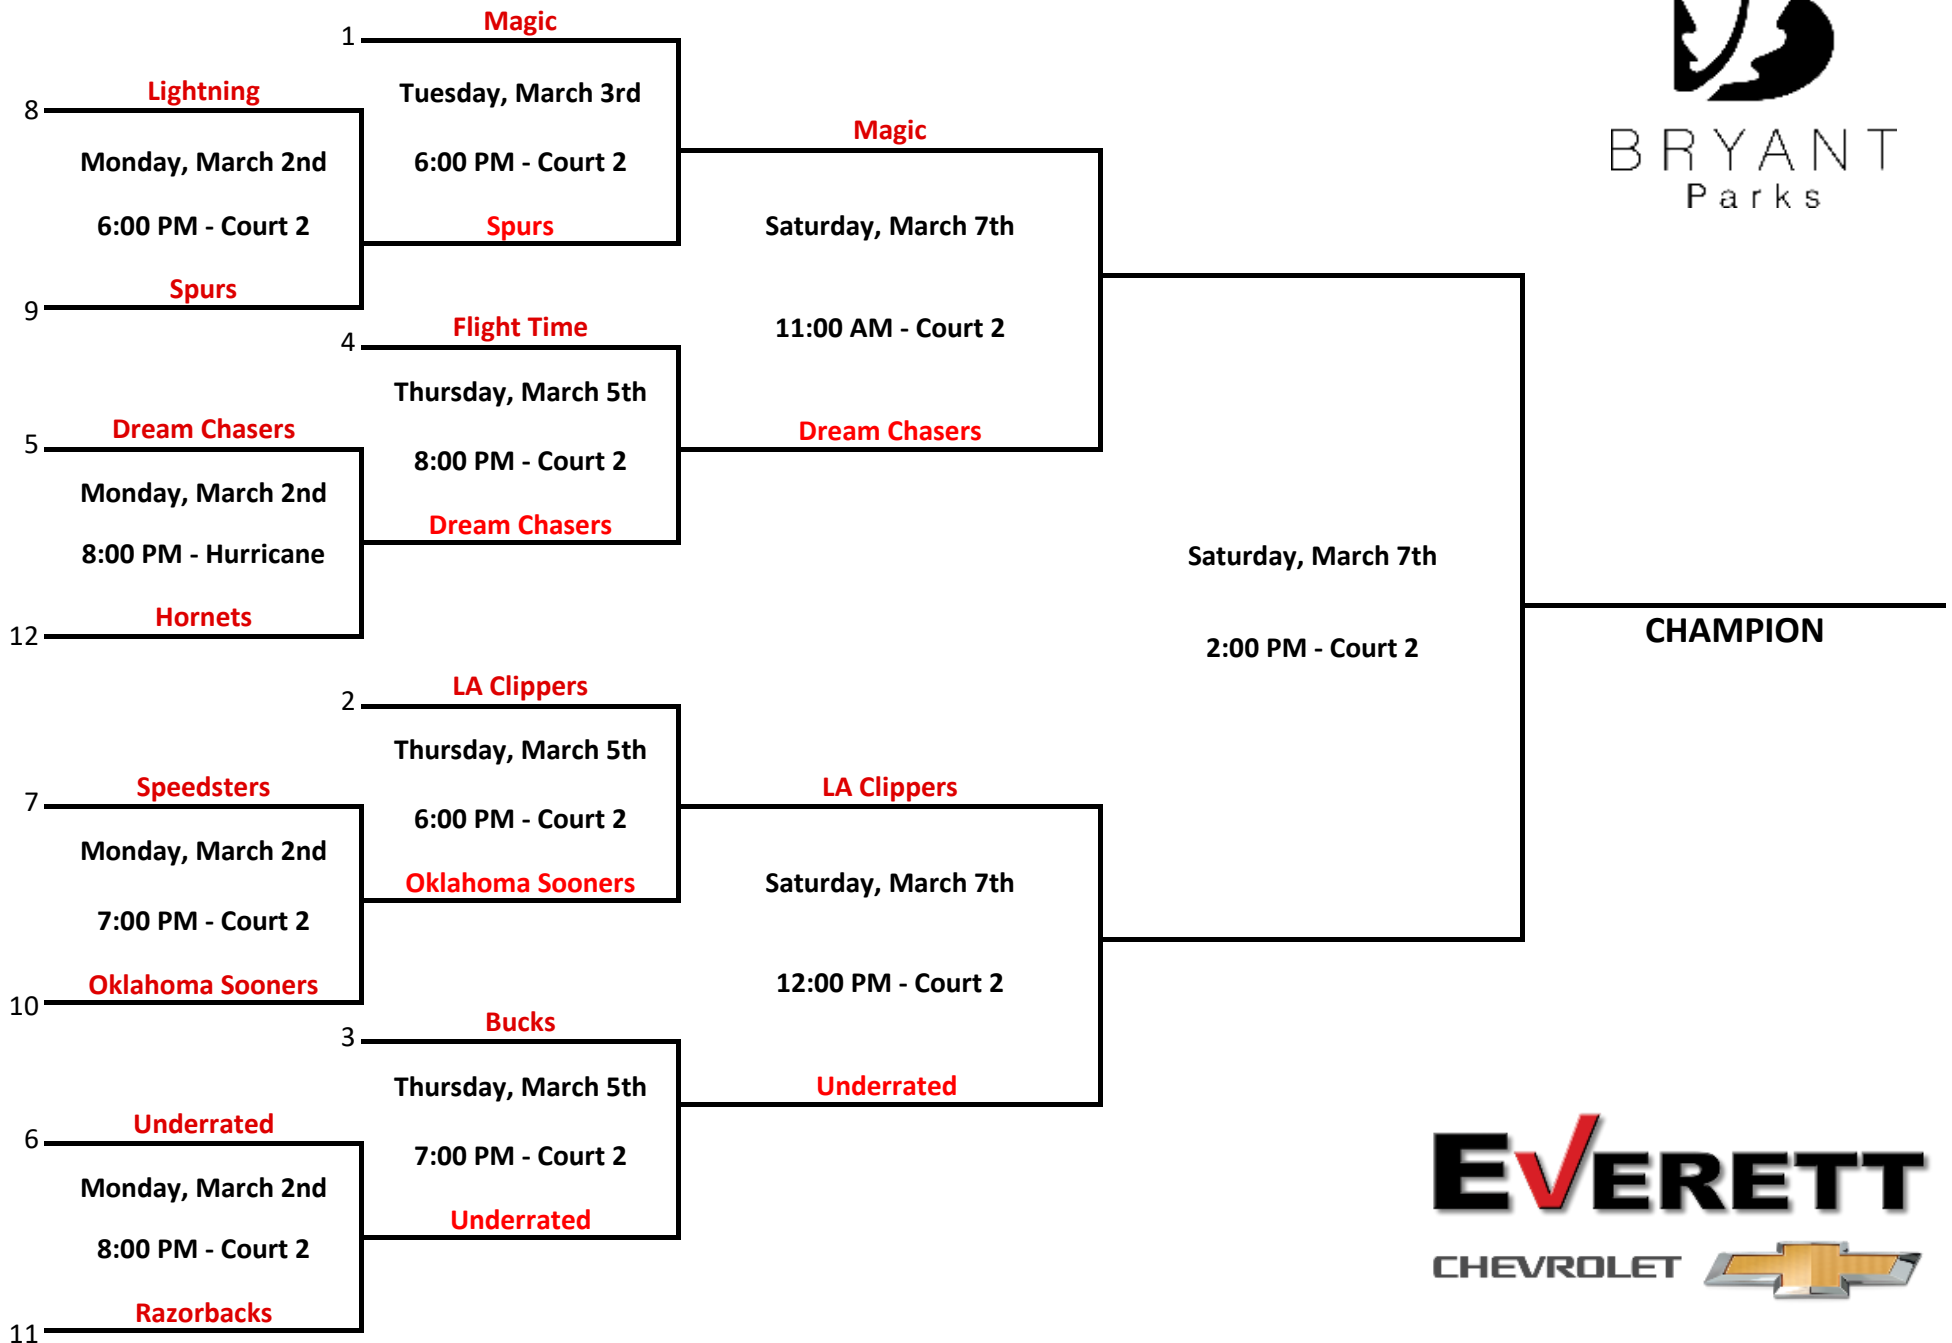 1
Magic
8
Lightning
Tuesday, March 3rd
Magic
BRYANT
Parks
Monday, March 2nd
6:00 PM - Court 2
6:00 PM - Court 2
Spurs
Saturday, March 7th
9
Spurs
4
Flight Time
11:00 AM - Court 2
Thursday, March 5th
5
Dream Chasers
Dream Chasers
8:00 PM - Court 2
Monday, March 2nd
Dream Chasers
8:00 PM - Hurricane
Saturday, March 7th
12
Hornets
2:00 PM - Court 2
CHAMPION
2
LA Clippers
Thursday, March 5th
7
Speedsters
LA Clippers
6:00 PM - Court 2
Monday, March 2nd
Oklahoma Sooners
Saturday, March 7th
7:00 PM - Court 2
10
Oklahoma Sooners
12:00 PM - Court 2
3
Bucks
Thursday, March 5th
Underrated
6
Underrated
7:00 PM - Court 2
Monday, March 2nd
Underrated
8:00 PM - Court 2
11
Razorbacks
EVERETT
CHEVROLET